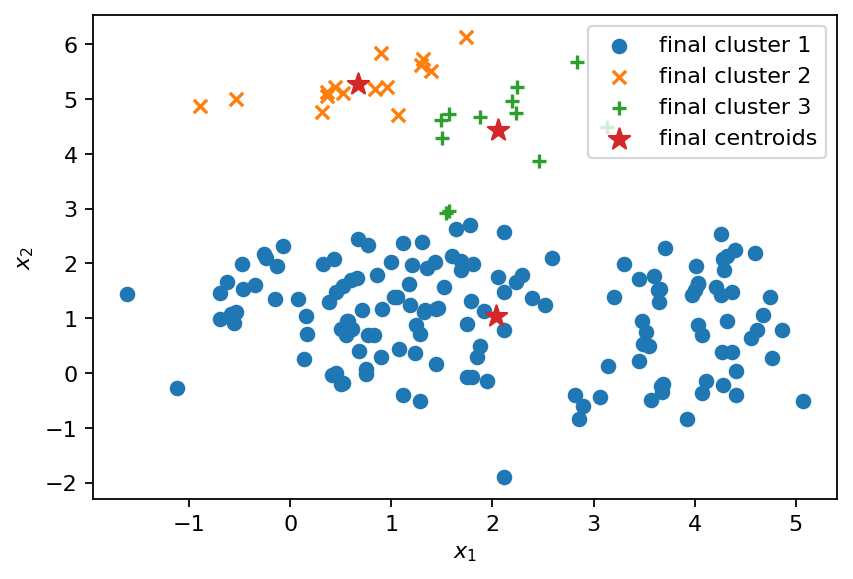 final cluster 1
final cluster 2
final cluster 3
final centroids
6
5
4
3
2
1
0
−1
−2
x₂
−1 0 1 2 3 4 5
x₁